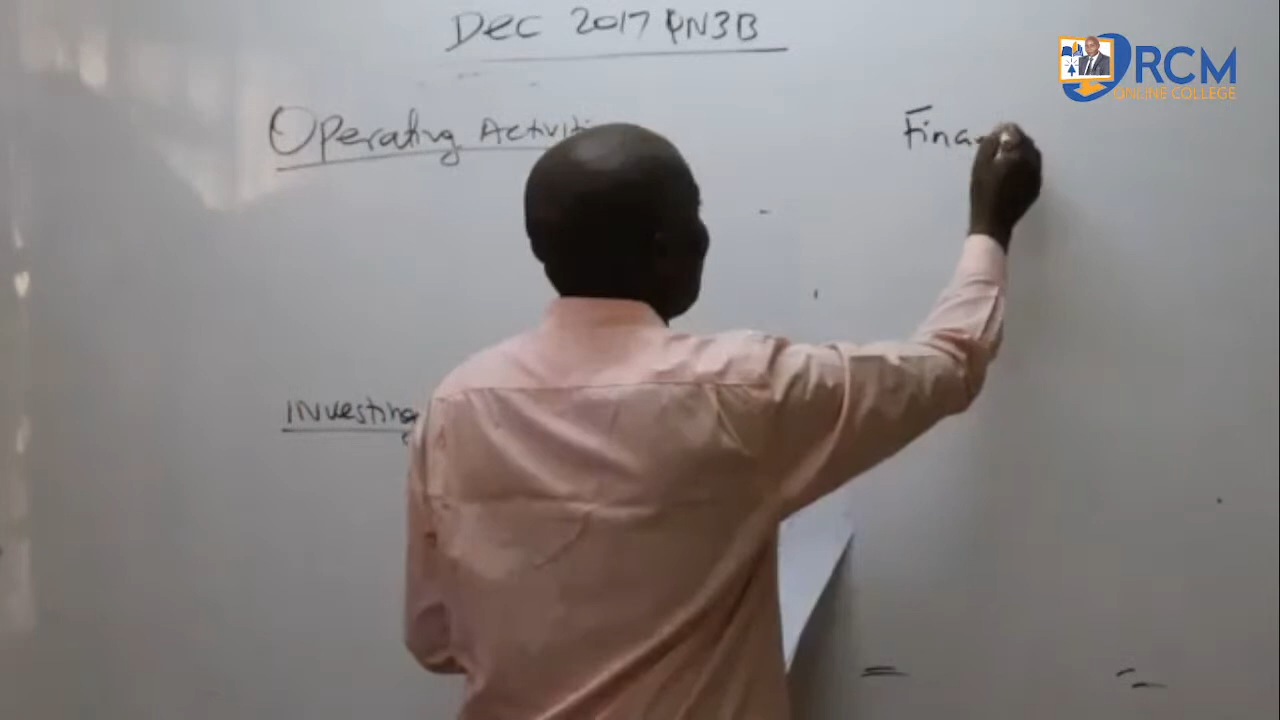 Dec 2017 QN3B
RCM
ONLINE COLLEGE
Operating Activiti
Fina
INvesting